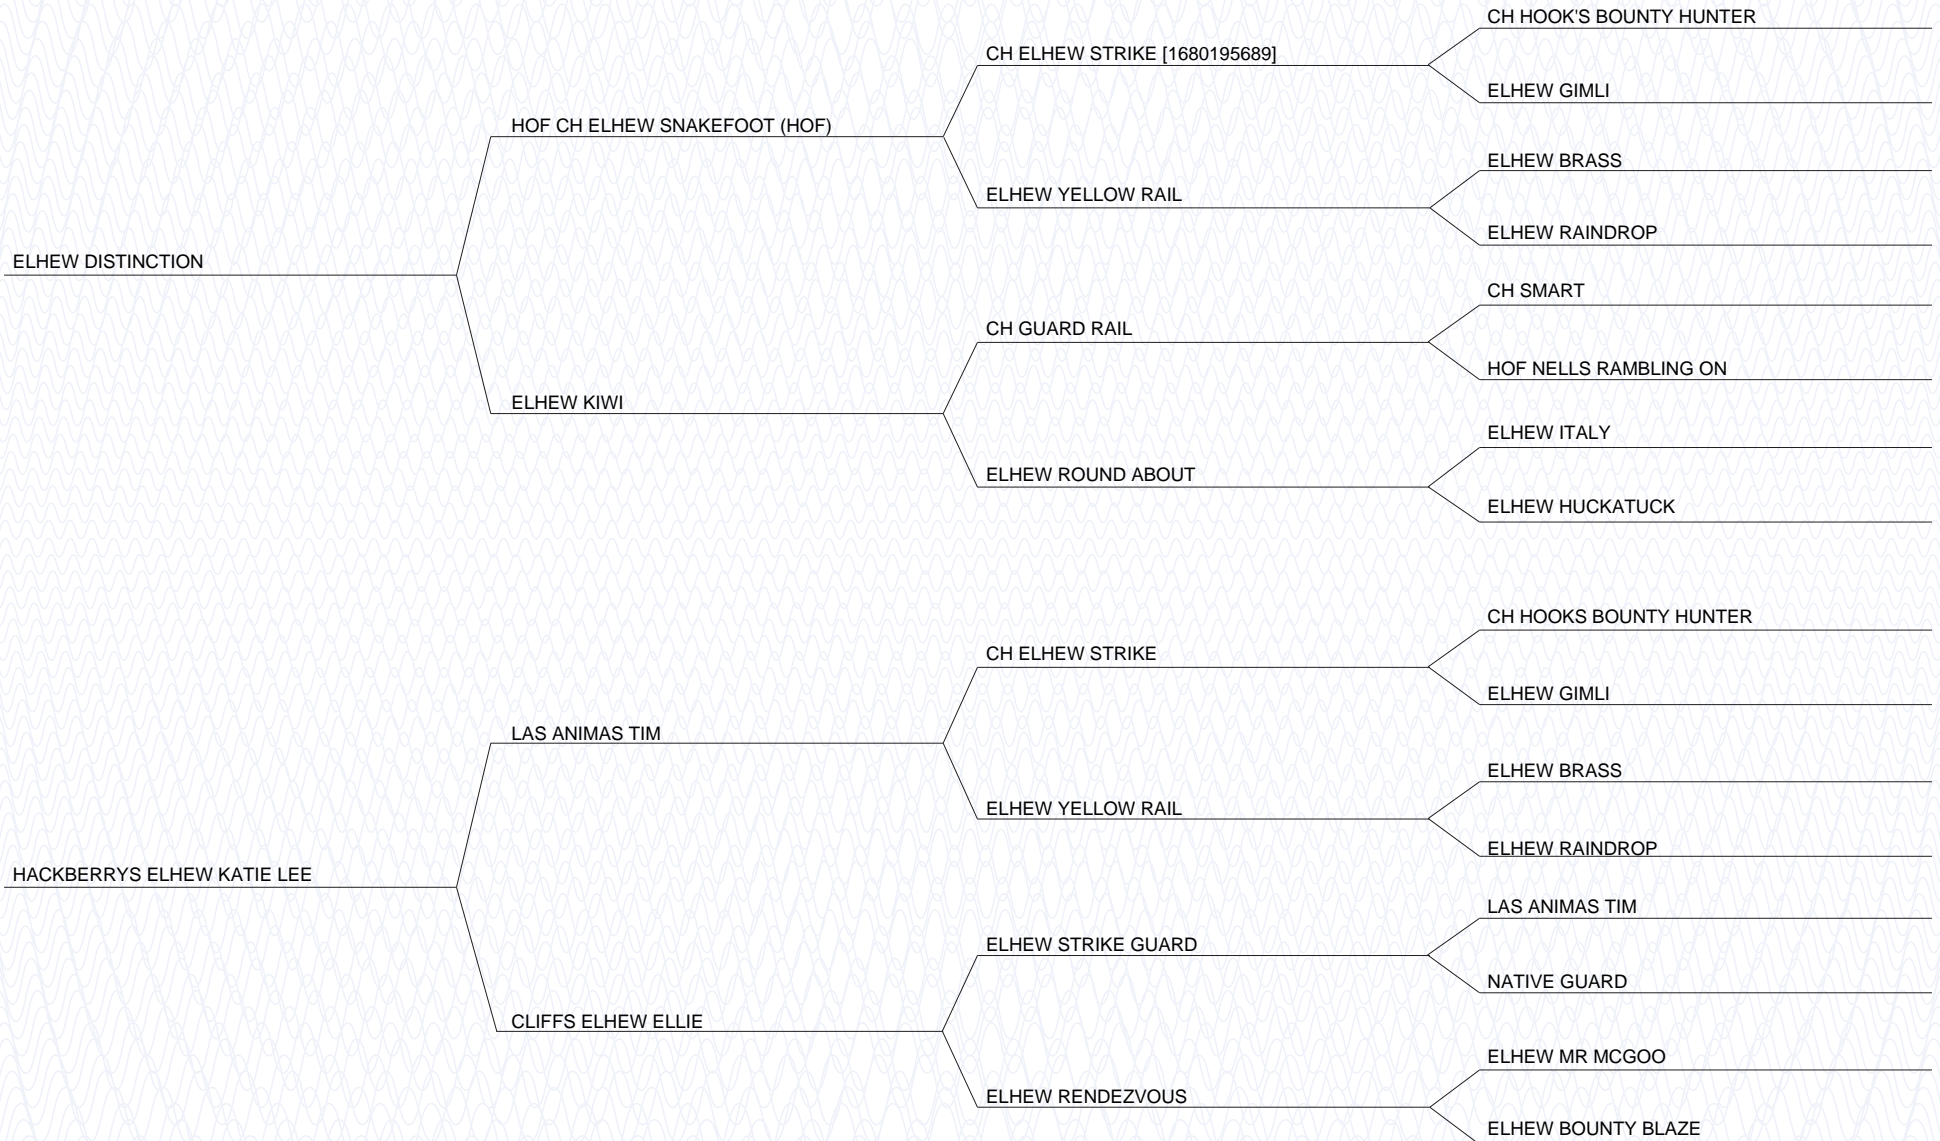 CH HOOK'S BOUNTY HUNTER
CH ELHEW STRIKE [1680195689]
ELHEW GIMLI
HOF CH ELHEW SNAKEFOOT (HOF)
ELHEW BRASS
ELHEW YELLOW RAIL
ELHEW RAINDROP
ELHEW DISTINCTION
CH SMART
CH GUARD RAIL
HOF NELLS RAMBLING ON
ELHEW KIWI
ELHEW ITALY
ELHEW ROUND ABOUT
ELHEW HUCKATUCK
CH HOOKS BOUNTY HUNTER
CH ELHEW STRIKE
ELHEW GIMLI
LAS ANIMAS TIM
ELHEW BRASS
ELHEW YELLOW RAIL
ELHEW RAINDROP
HACKBERRYS ELHEW KATIE LEE
LAS ANIMAS TIM
ELHEW STRIKE GUARD
NATIVE GUARD
CLIFFS ELHEW ELLIE
ELHEW MR MCGOO
ELHEW RENDEZVOUS
ELHEW BOUNTY BLAZE